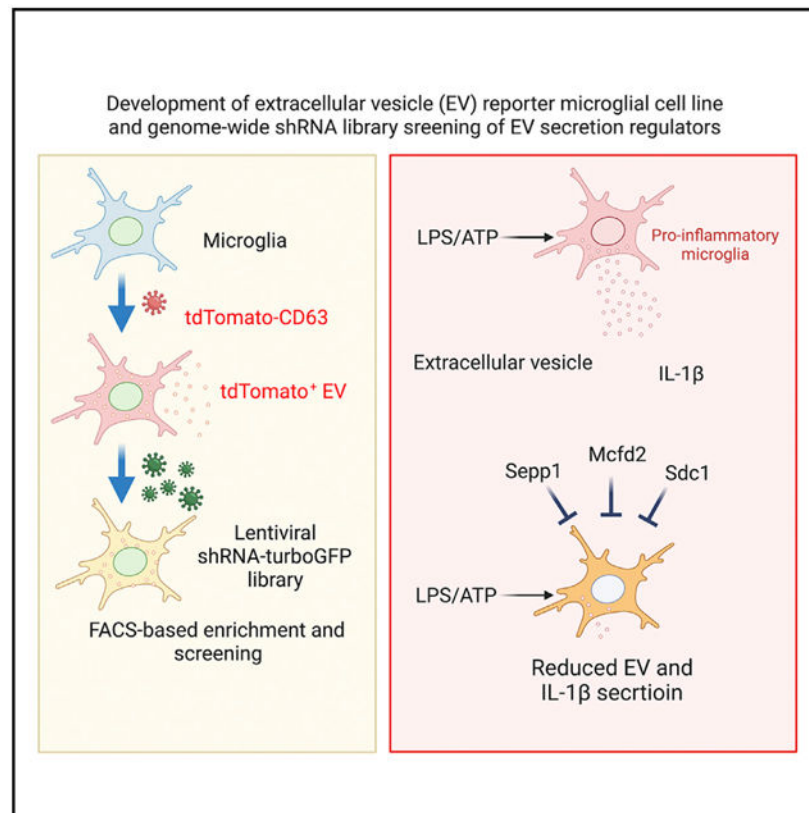 Development of extracellular vesicle (EV) reporter microglial cell line
and genome-wide shRNA library sreening of EV secretion regulators
Microglia
tdTomato-CD63
tdTomato⁺ EV
Lentiviral
shRNA-turboGFP
library
FACS-based enrichment and
screening
LPS/ATP
Pro-inflammatory
microglia
Extracellular vesicle
IL-1β
Sepp1
Mcfd2
Sdc1
LPS/ATP
Reduced EV and
IL-1β secrtioin